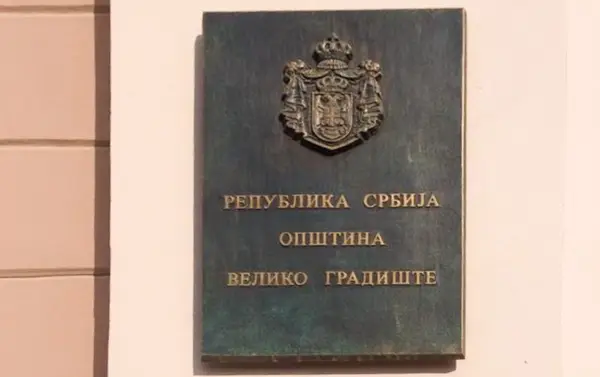 РЕПУБЛИКА СРБИЈА
ОПШТИНА
ВЕЛИКО ГРАДИШТЕ